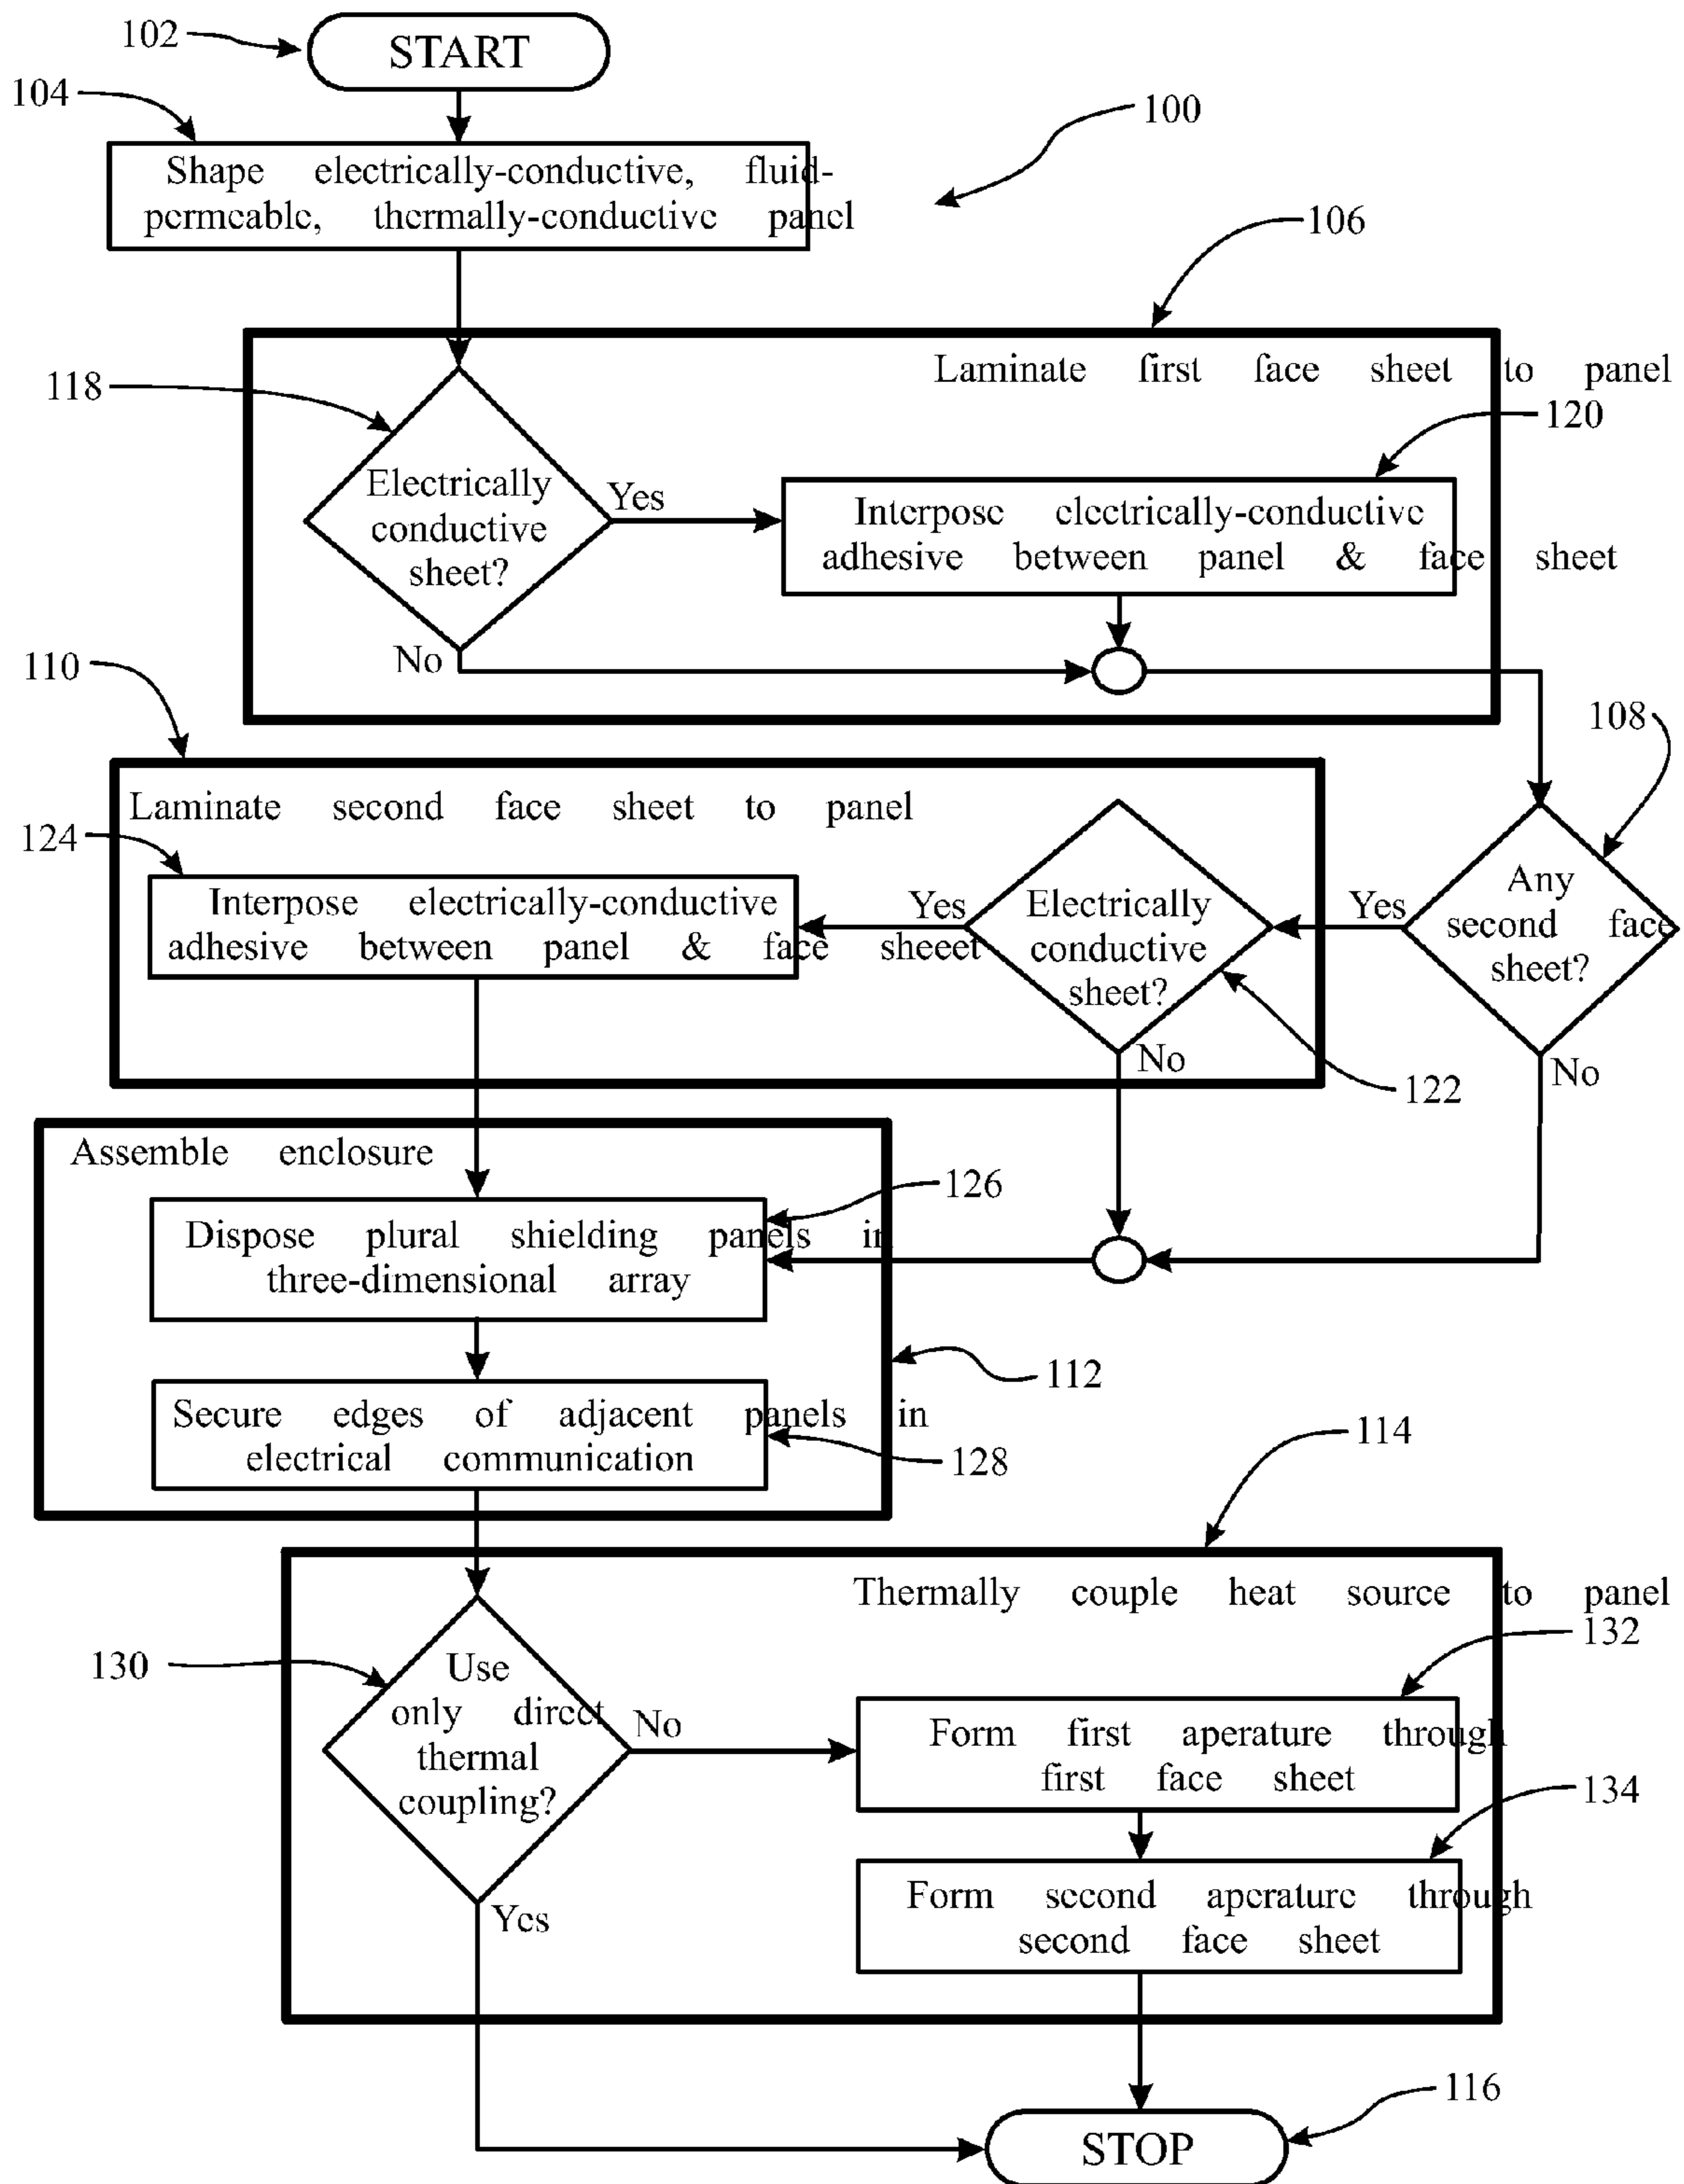 102
START
104
100
Shape electrically-conductive, fluid-
permeable, thermally-conductive panel
106
Laminate first face sheet to panel
118
120
Electrically
conductive
sheet?
Yes
Interpose electrically-conductive
adhesive between panel & face sheet
No
110
108
Laminate second face sheet to panel
124
Interpose electrically-conductive
adhesive between panel & face sheeet
Yes
Electrically
conductive
sheet?
Yes
Any
second face
sheet?
No
122
No
Assemble enclosure
126
Dispose plural shielding panels in
three-dimensional array
112
Secure edges of adjacent panels in
electrical communication
128
114
Thermally couple heat source to panel
132
130
Use
only direct
thermal
coupling?
No
Form first aperature through
first face sheet
134
Form second aperature through
second face sheet
Yes
116
STOP